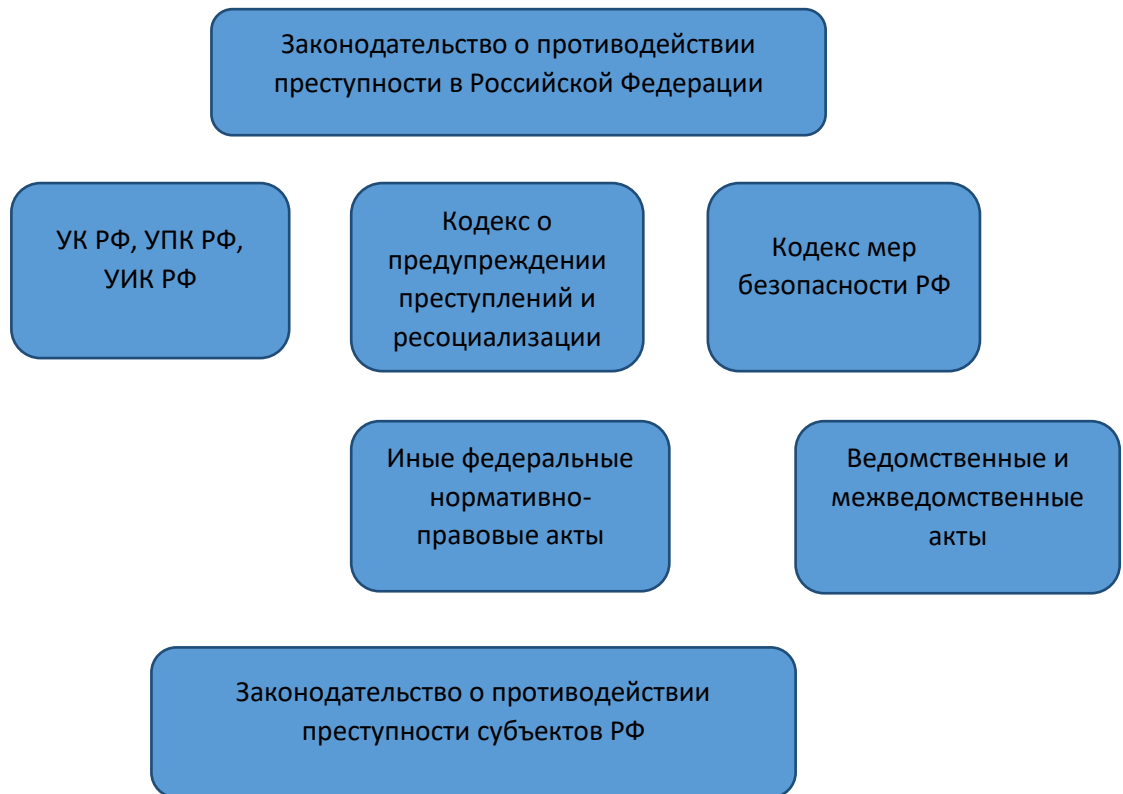 Законодательство о противодействии
преступности в Российской Федерации
УК РФ, УПК РФ,
УИК РФ
Кодекс о
предупреждении
преступлений и
ресоциализации
Кодекс мер
безопасности РФ
Иные федеральные
нормативно-
правовые акты
Ведомственные и
межведомственные
акты
Законодательство о противодействии
преступности субъектов РФ